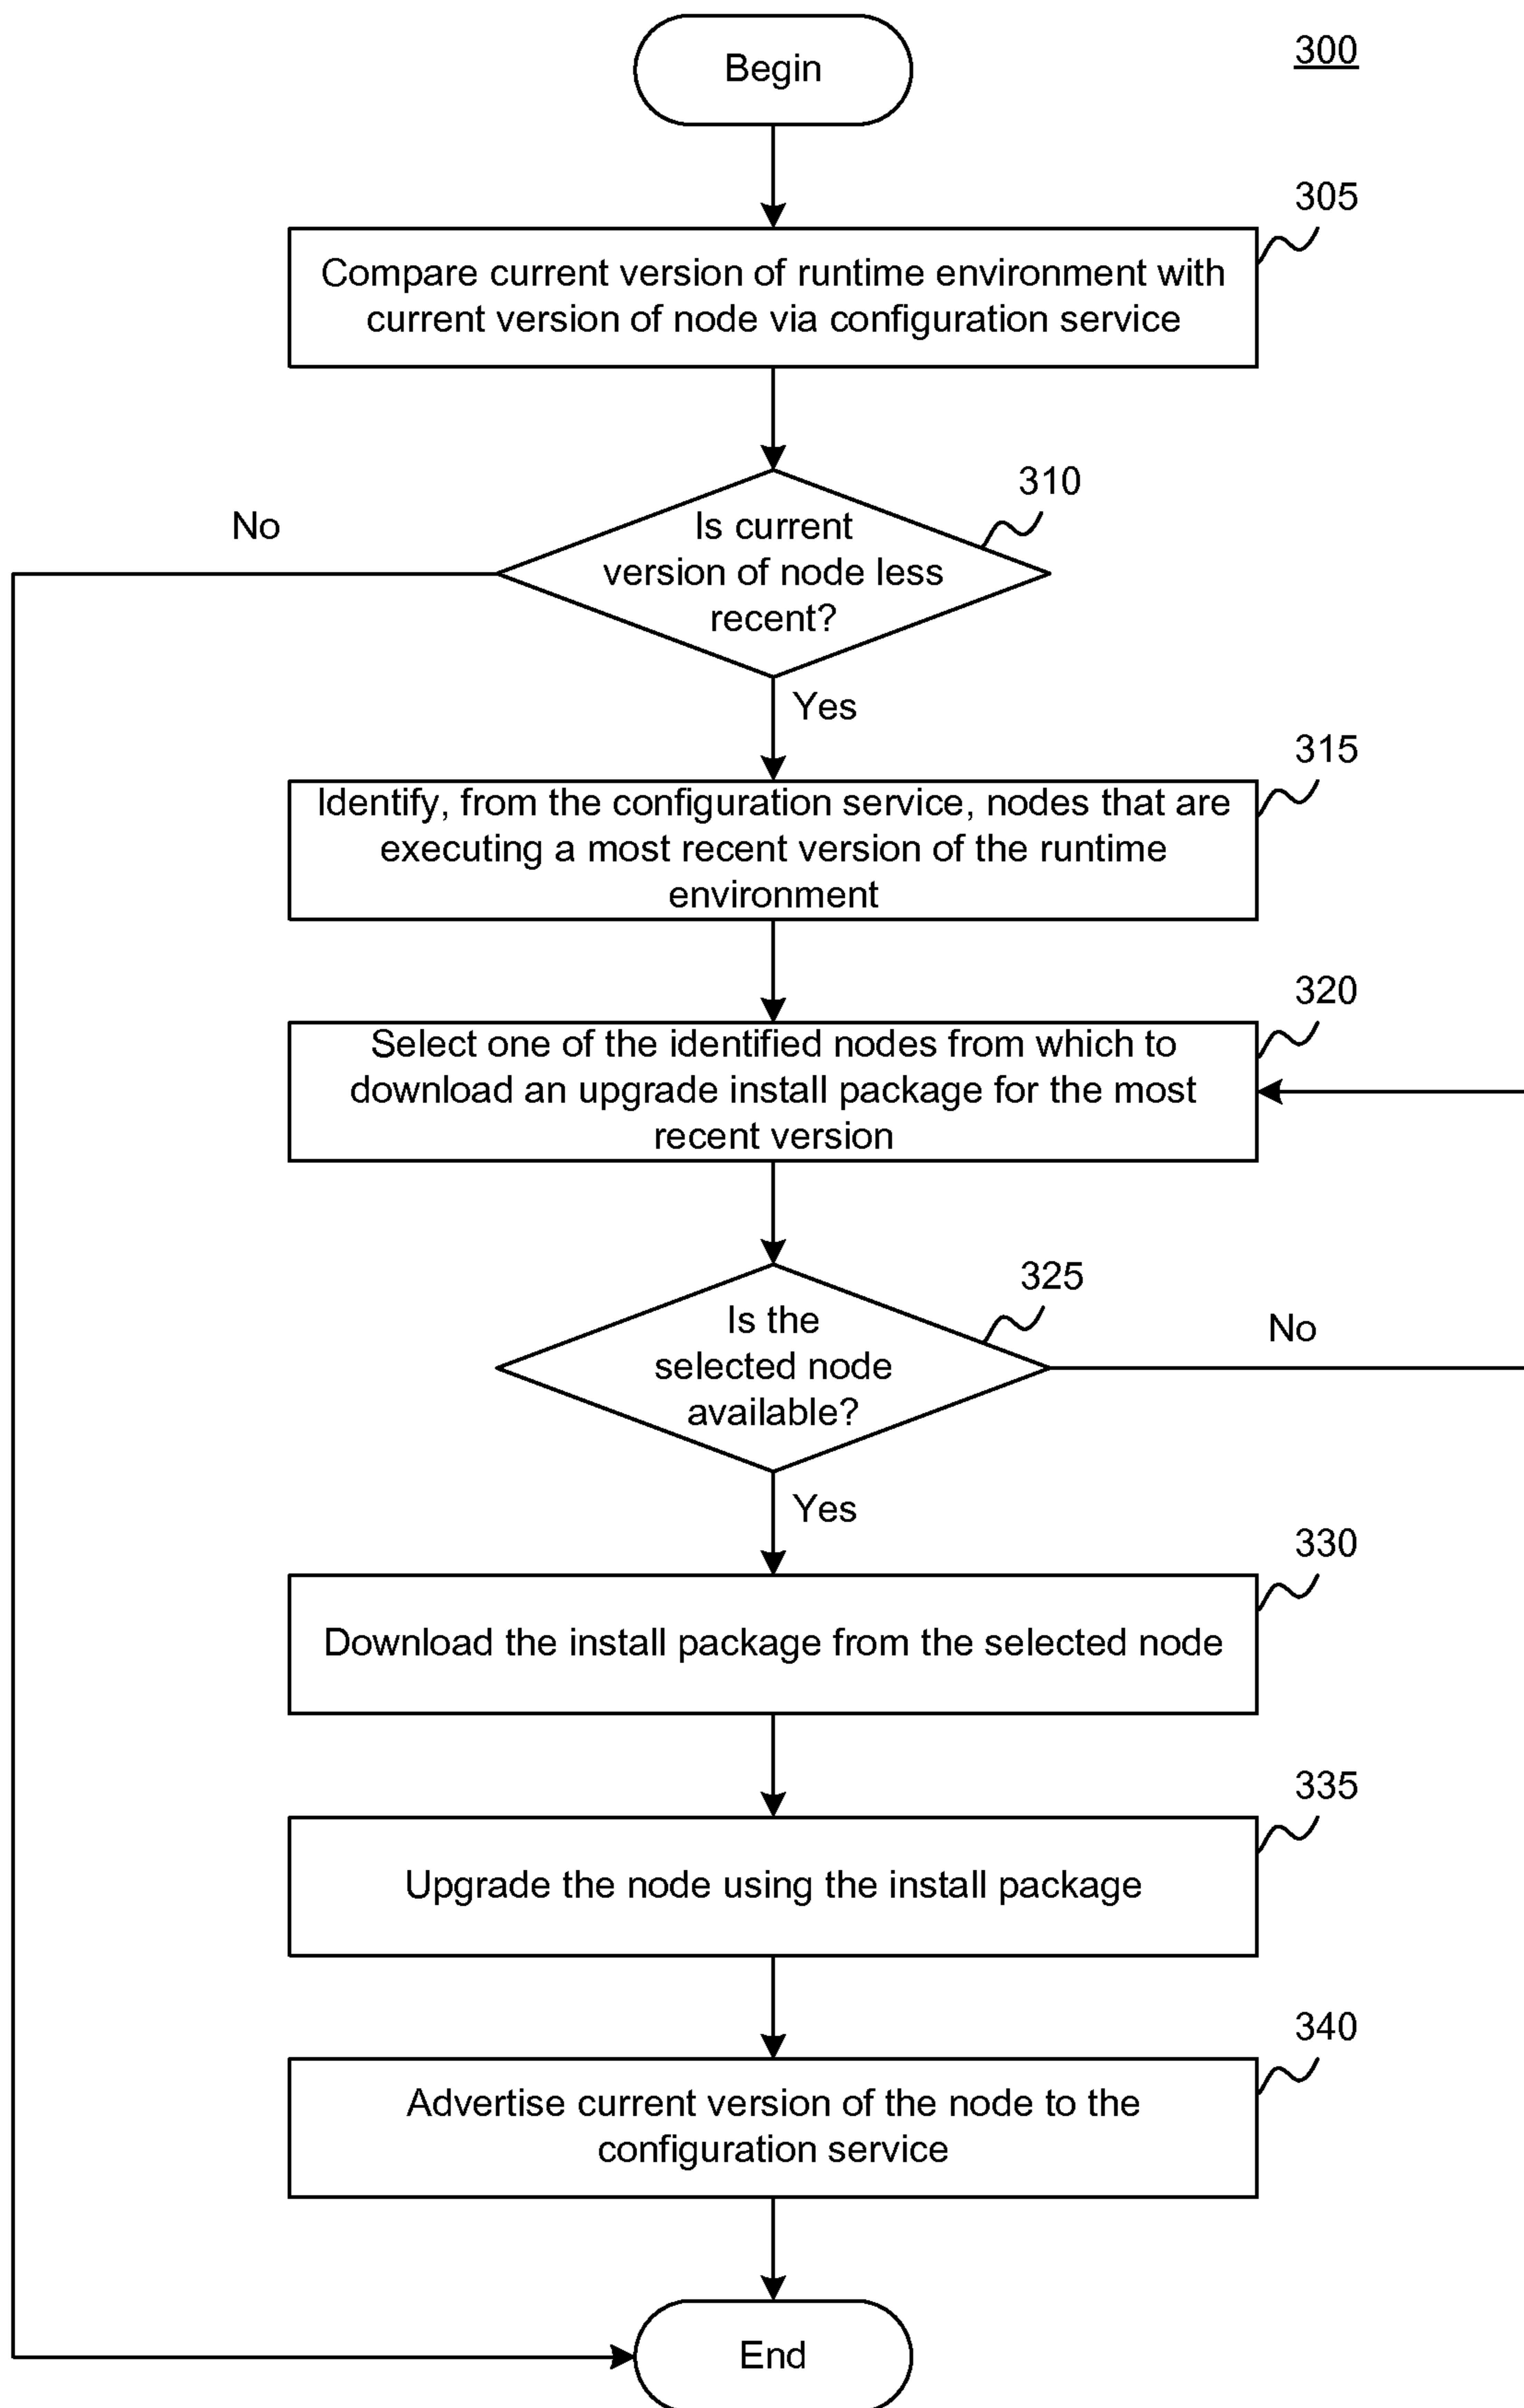 Begin
300
305
Compare current version of runtime environment with
current version of node via configuration service
310
No
Is current
version of node less
recent?
Yes
315
Identify, from the configuration service, nodes that are
executing a most recent version of the runtime
environment
320
Select one of the identified nodes from which to
download an upgrade install package for the most
recent version
325
Is the
selected node
available?
No
Yes
330
Download the install package from the selected node
335
Upgrade the node using the install package
340
Advertise current version of the node to the
configuration service
End